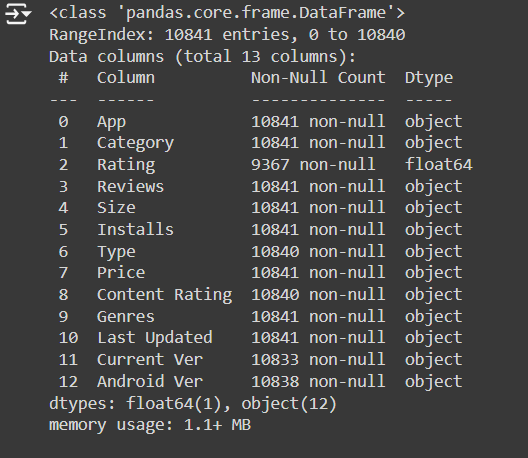 <class 'pandas.core.frame.DataFrame'>
RangeIndex: 10841 entries, 0 to 10840
Data columns (total 13 columns):
 #   Column          Non-Null Count  Dtype
---  ------          --------------  -----
 0   App             10841 non-null  object
 1   Category        10841 non-null  object
 2   Rating          9367 non-null   float64
 3   Reviews         10841 non-null  object
 4   Size            10841 non-null  object
 5   Installs        10841 non-null  object
 6   Type            10840 non-null  object
 7   Price           10841 non-null  object
 8   Content Rating  10840 non-null  object
 9   Genres          10841 non-null  object
 10  Last Updated    10841 non-null  object
 11  Current Ver     10833 non-null  object
 12  Android Ver     10838 non-null  object
dtypes: float64(1), object(12)
memory usage: 1.1+ MB